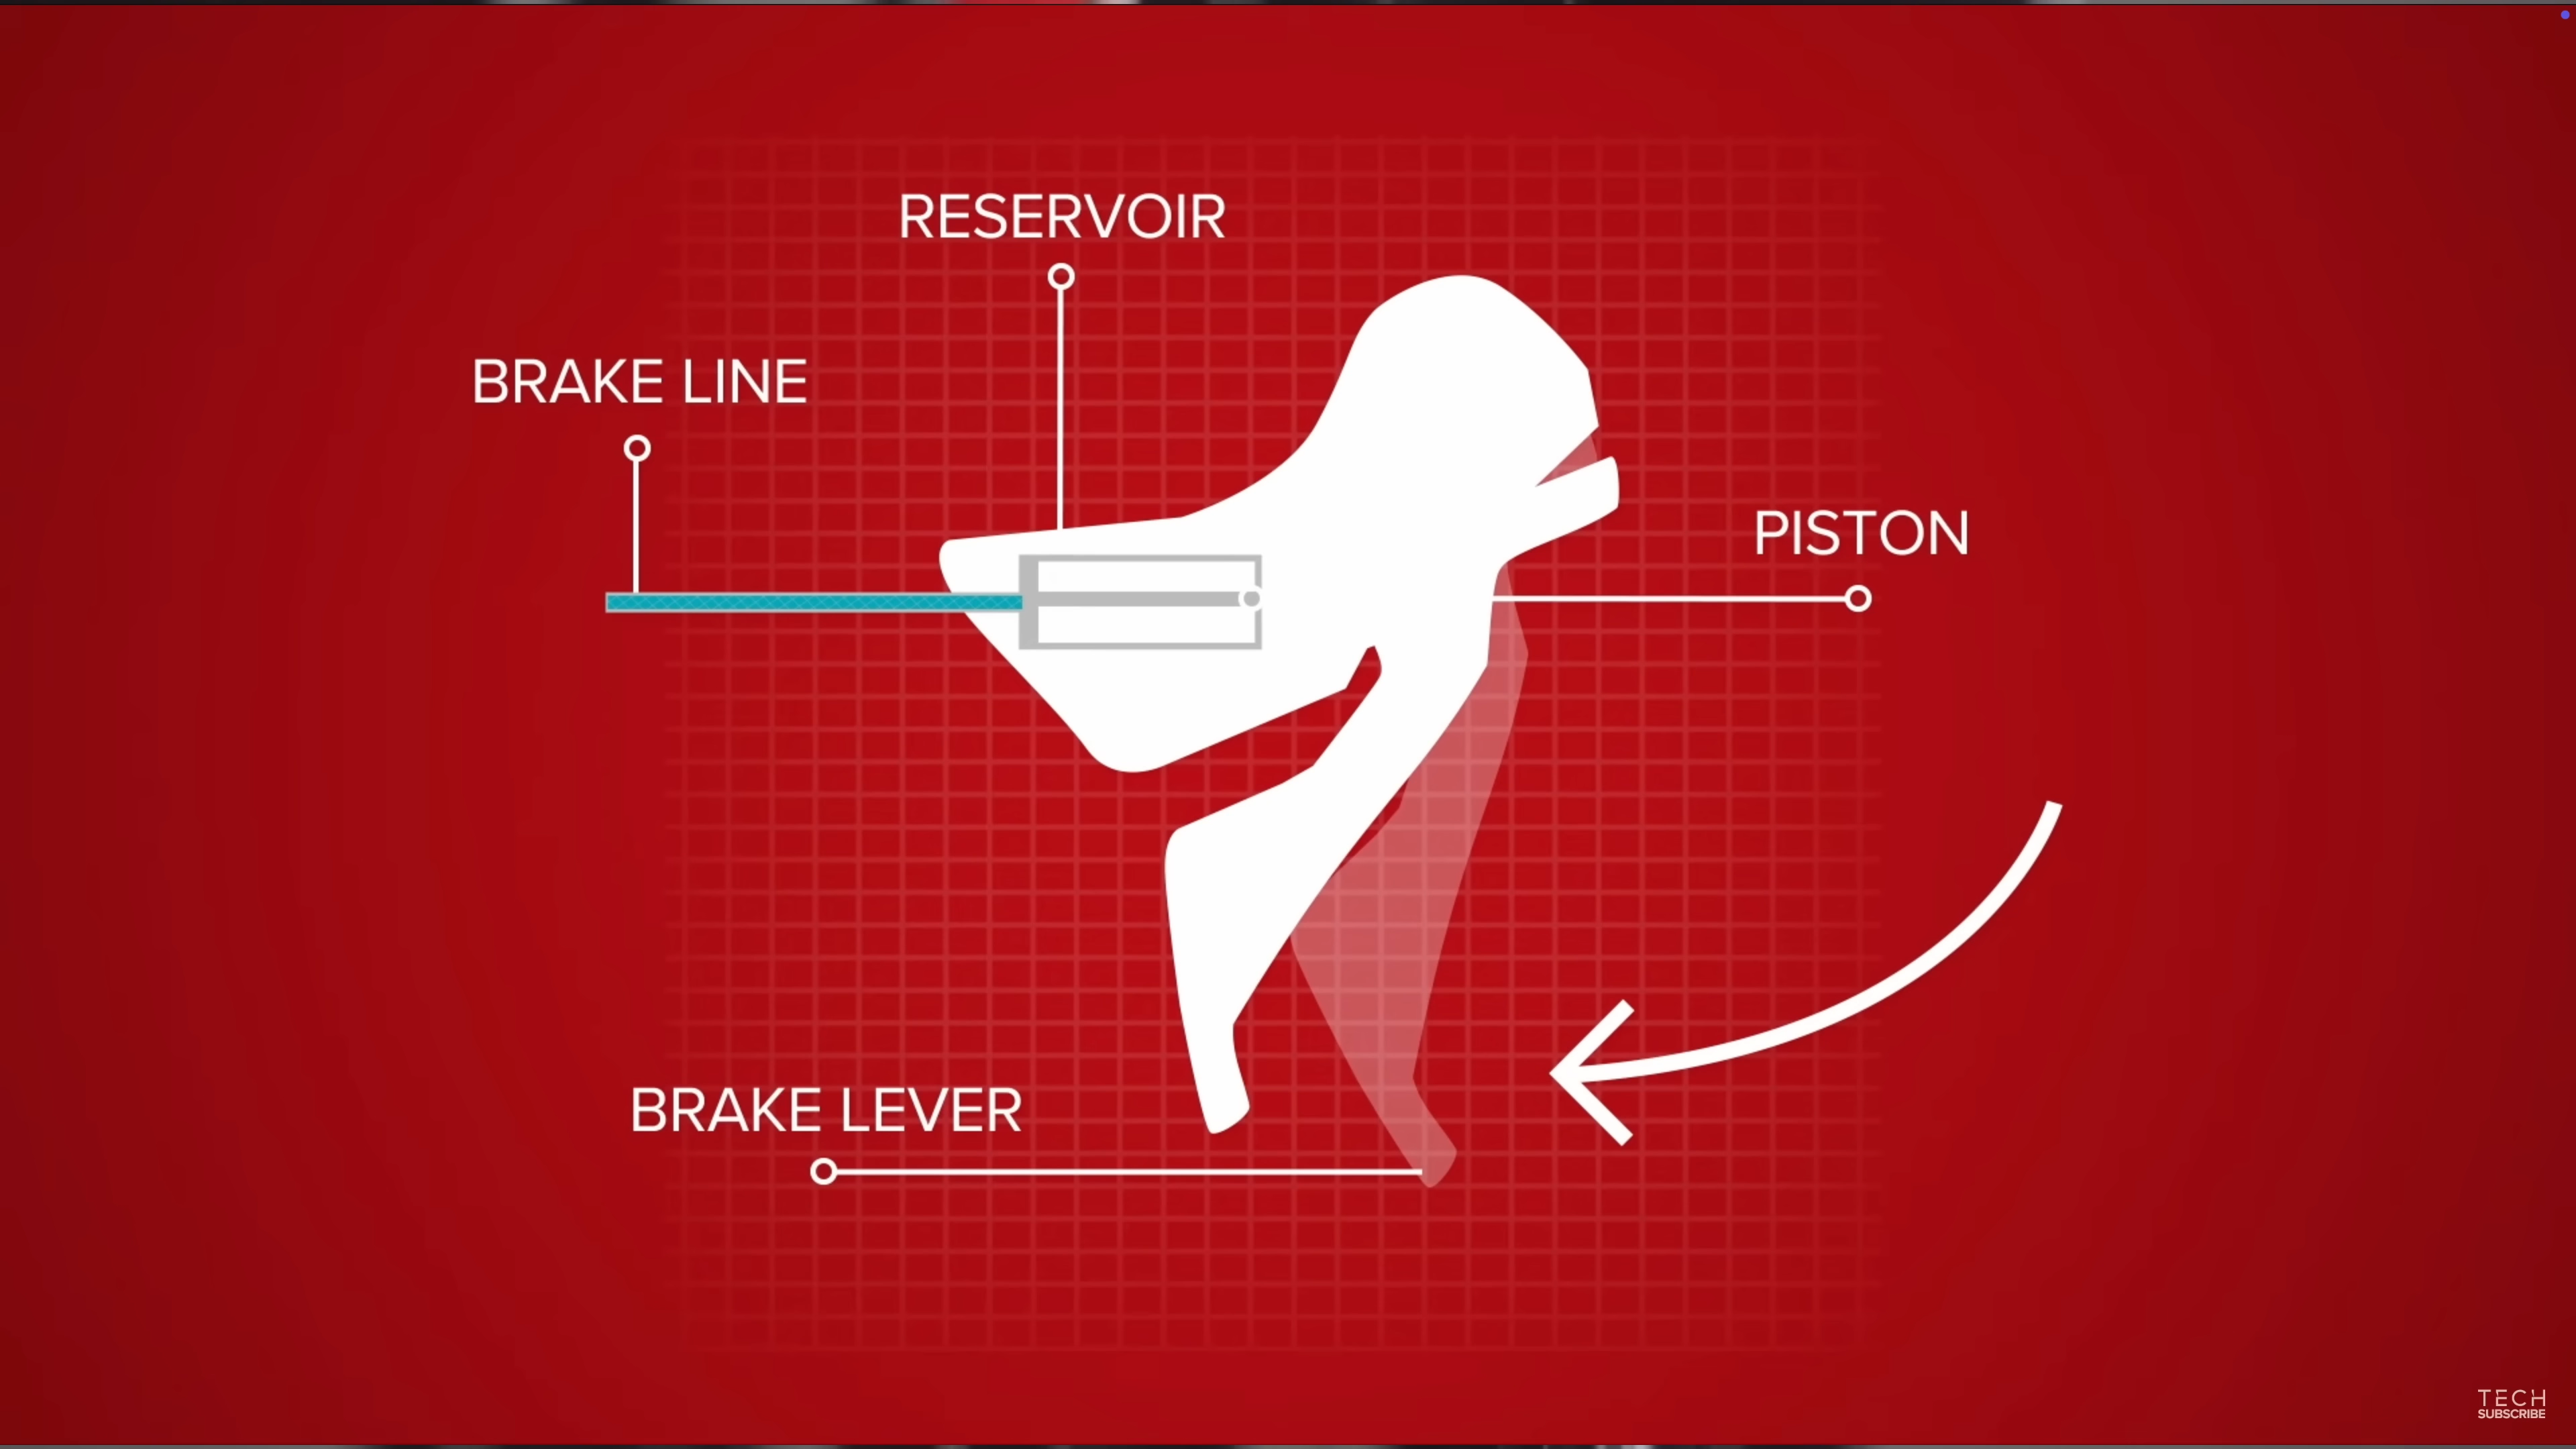 RESERVOIR
BRAKE LINE
PISTON
BRAKE LEVER
TECH
SUBSCRIBE